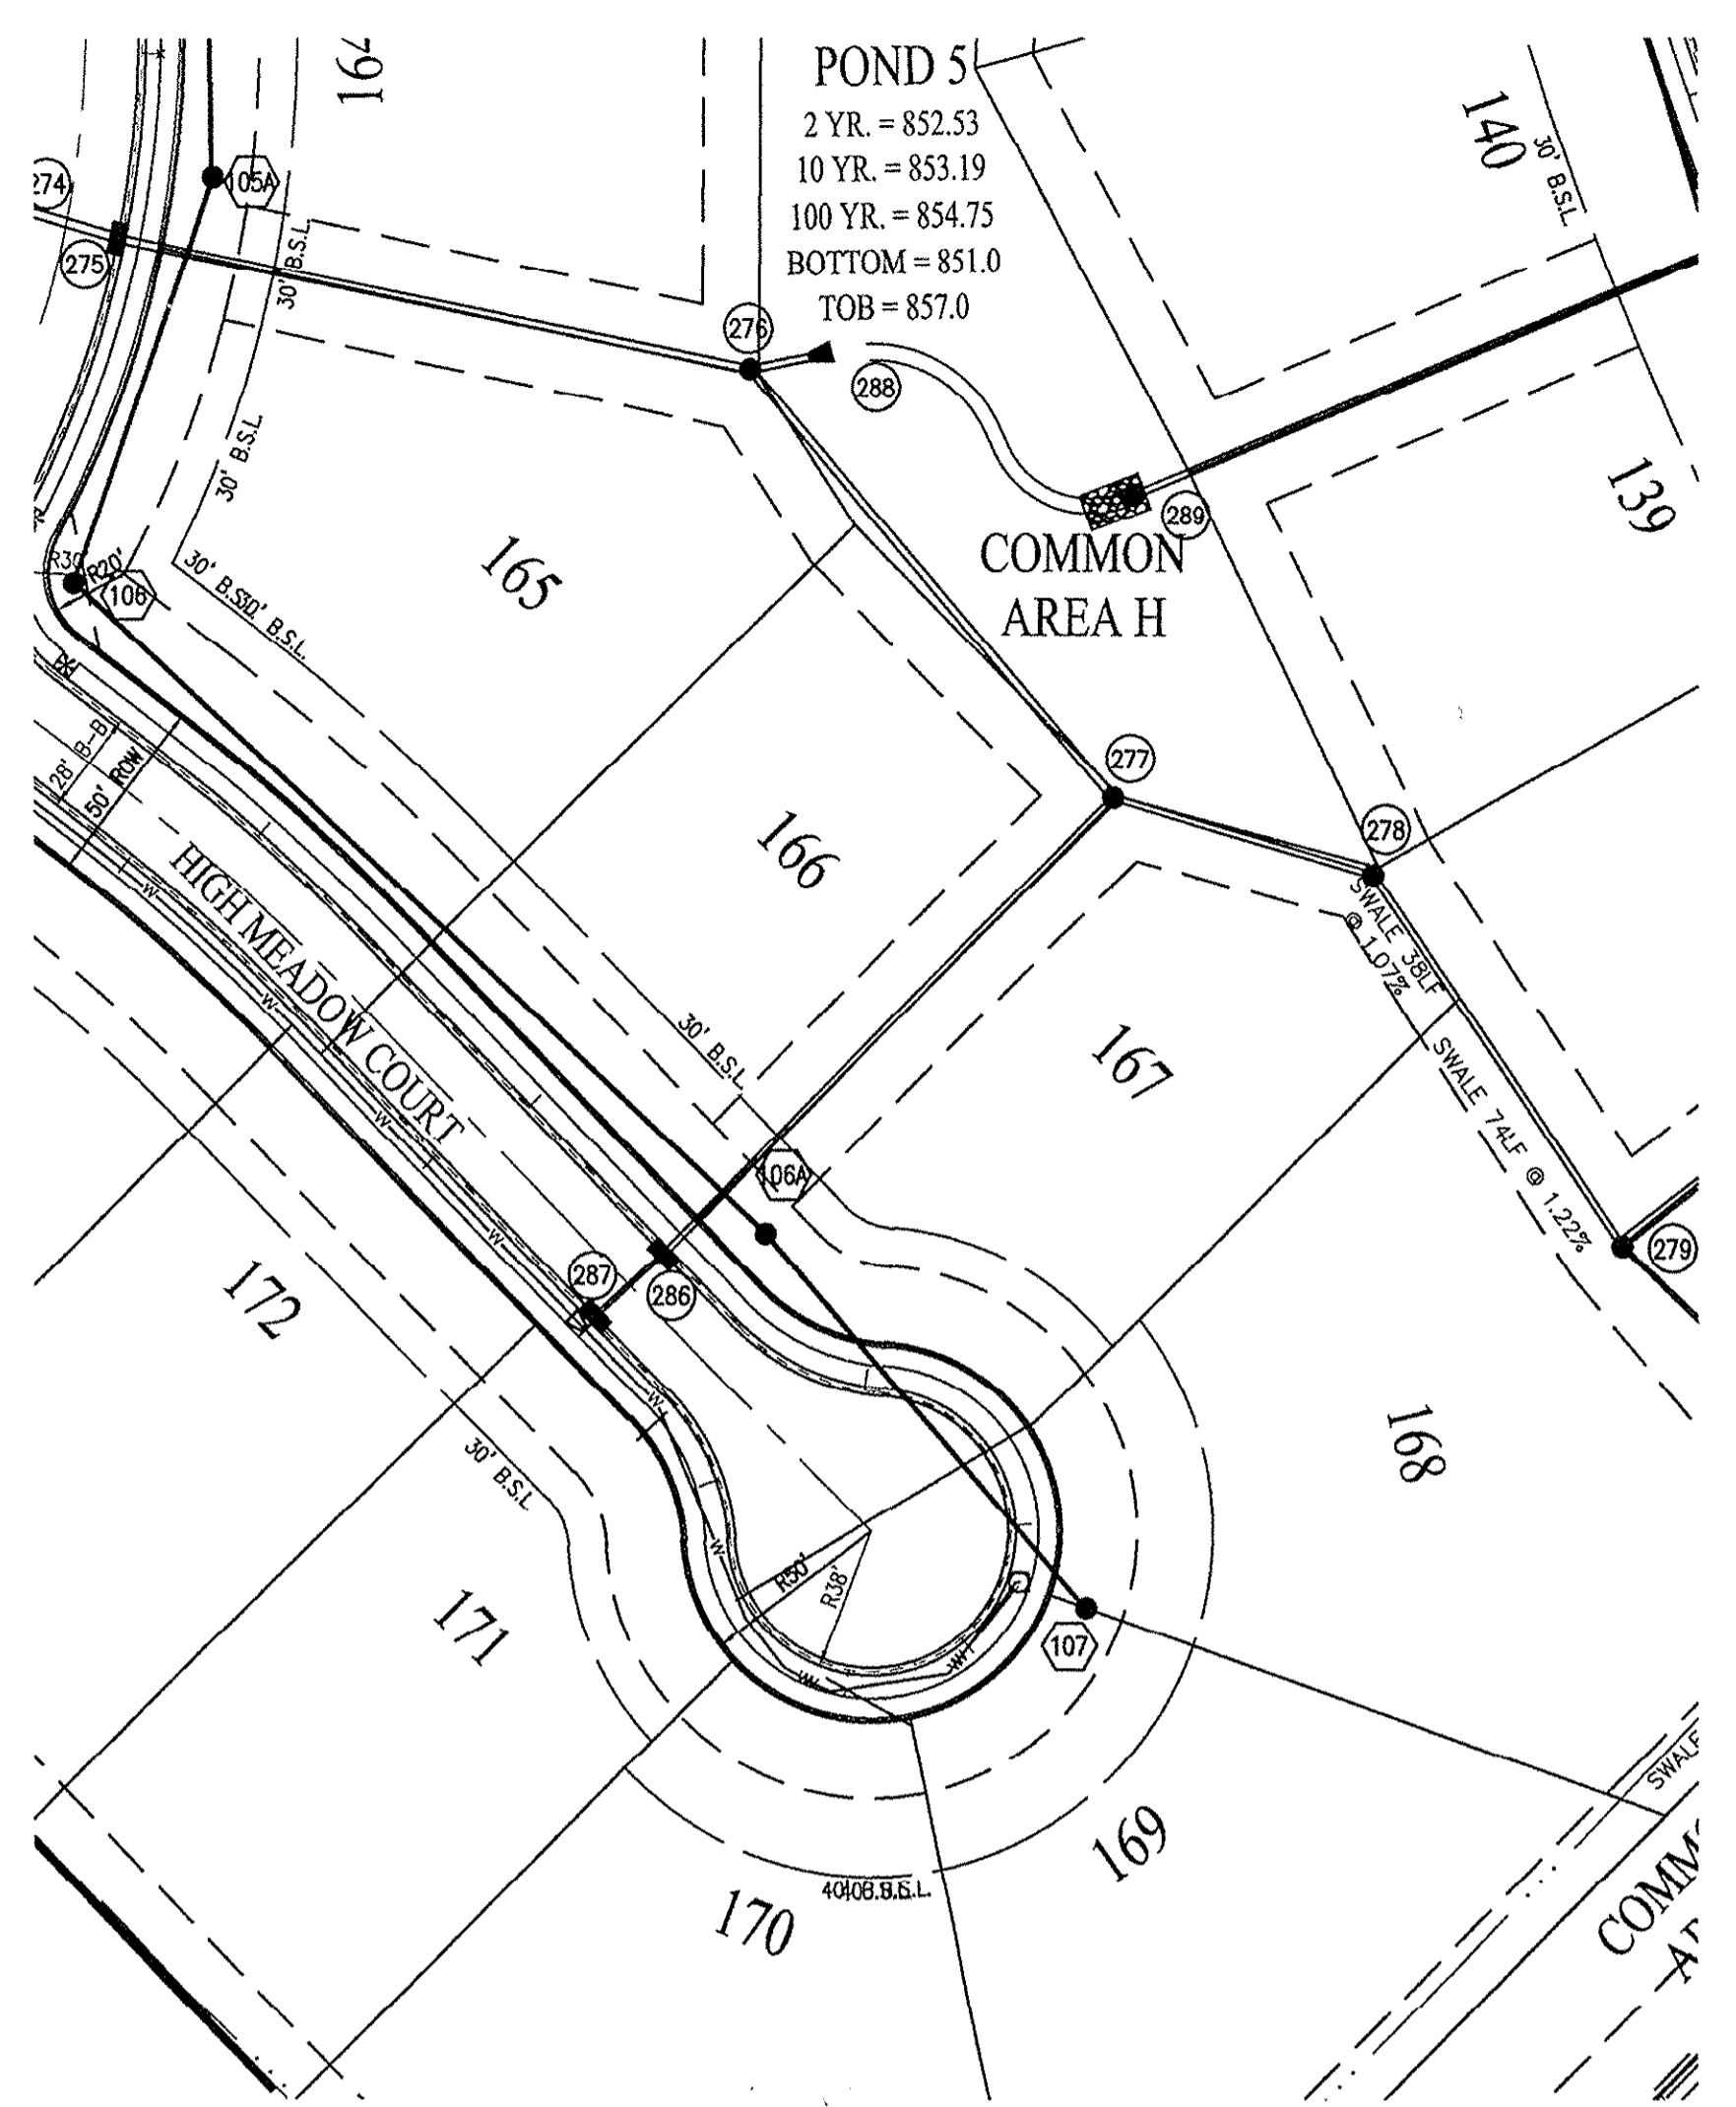 POND 5
2 YR. = 852.53
10 YR. = 853.19
100 YR. = 854.75
BOTTOM = 851.0
TOB = 857.0
164
140
30' B.S.L
274
105A
275
30' B.S.L
276
288
289
139
COMMON
AREA H
30' B.S.L
165
R30
R20'
106
30' B.S.
30' B.S.L.
28' B-B
50' ROW
277
278
166
HIGH MEADOW COURT
SWALE 38LF
@ 1.07%
W
W
W
W
30' B.S.L
167
SWALE 74LF @ 1.22%
106A
279
287
286
172
W
30' B.S.L
168
W
R50'
R38'
107
171
W
W
SWALE
169
170
B.S.L.
COMM